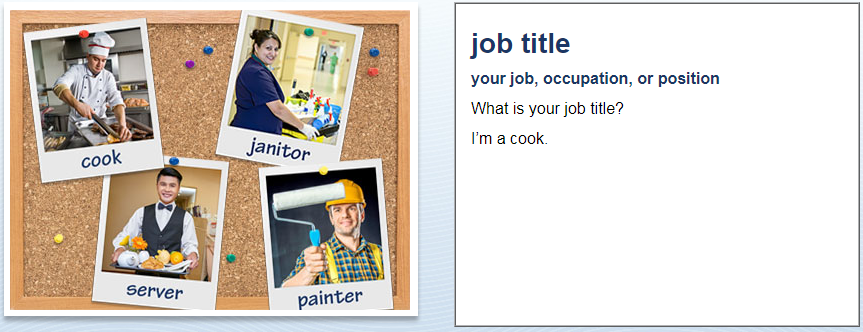 cook
janitor
server
painter
job title
your job, occupation, or position
What is your job title?
I'm a cook.